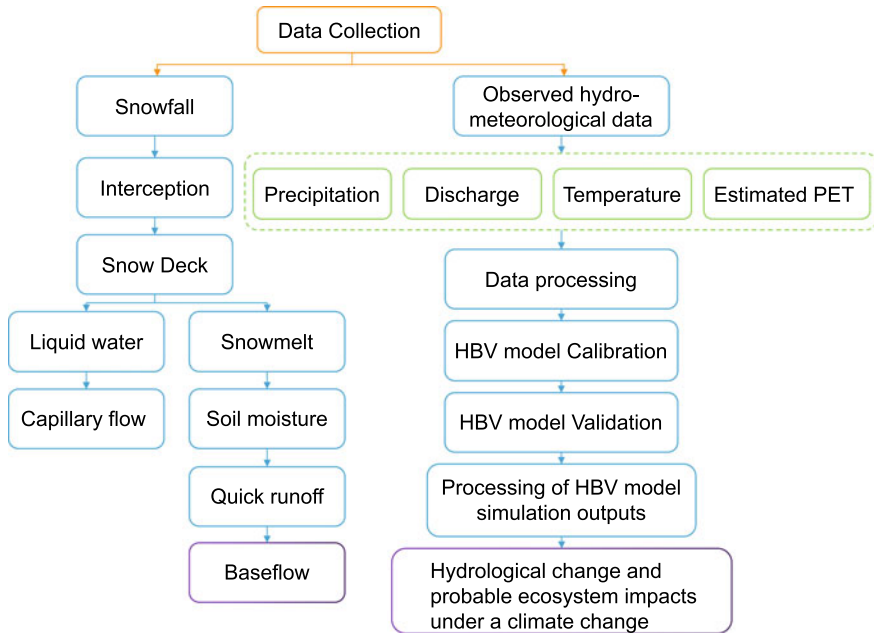 Data Collection
Snowfall
Observed hydro-
meteorological data
Interception
Precipitation
Discharge
Temperature
Estimated PET
Snow Deck
Data processing
Liquid water
Snowmelt
HBV model Calibration
Capillary flow
Soil moisture
HBV model Validation
Quick runoff
Processing of HBV model
simulation outputs
Baseflow
Hydrological change and
probable ecosystem impacts
under a climate change